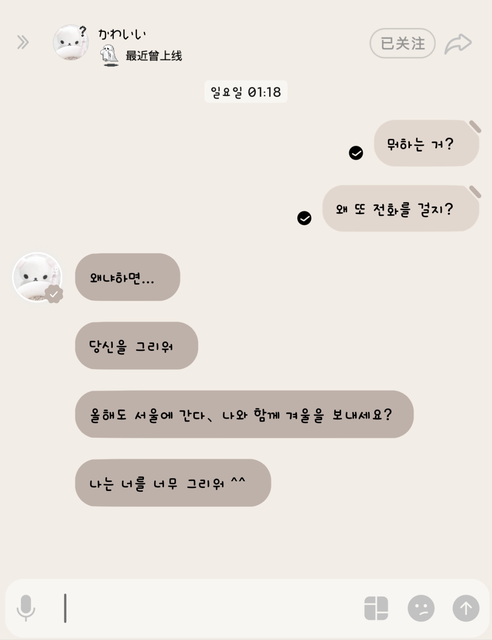 かわいい
?
最近曾上线
已关注
일요일 01:18
뭐하는 거?
왜 또 전화를 걸지?
왜냐하면...
당신을 그리워
올해도 서울에 간다、나와 함께 겨울을 보내세요?
나는 너를 너무 그리워 ^^